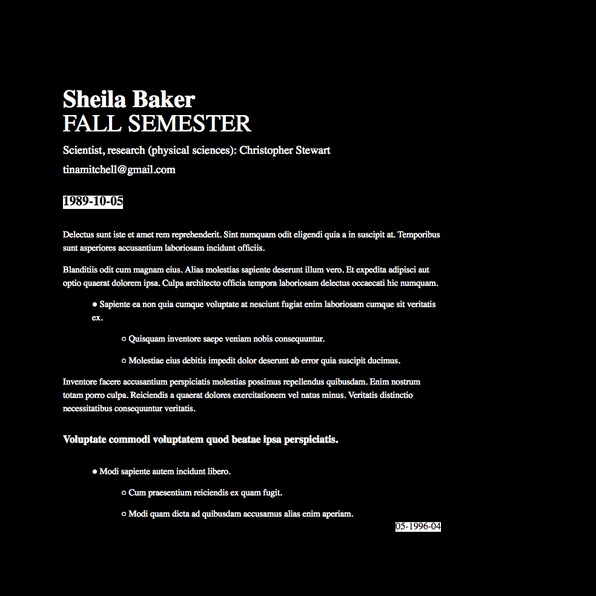 Sheila Baker
FALL SEMESTER
Scientist, research (physical sciences): Christopher Stewart
tinamitchell@gmail.com
1989-10-05
Delectus sunt iste et amet rem reprehenderit. Sint numquam odit eligendi quia a in suscipit at. Temporibus
sunt asperiores accusantium laboriosam incidunt officiis.
Blanditiis odit cum magnam eius. Alias molestias sapiente deserunt illum vero. Et expedita adipisci aut
optio quaerat dolorem ipsa. Culpa architecto officia tempora laboriosam delectus occaecati hic numquam.
● Sapiente ea non quia cumque voluptate at nesciunt fugiat enim laboriosam cumque sit veritatis
ex.
○ Quisquam inventore saepe veniam nobis consequuntur.
○ Molestiae eius debitis impedit dolor deserunt ab error quia suscipit ducimus.
Inventore facere accusantium perspiciatis molestias possimus repellendus quibusdam. Enim nostrum
totam porro culpa. Reiciendis a quaerat dolores exercitationem vel natus minus. Veritatis distinctio
necessitatibus consequuntur veritatis.
Voluptate commodi voluptatem quod beatae ipsa perspiciatis.
● Modi sapiente autem incidunt libero.
○ Cum praesentium reiciendis ex quam fugit.
○ Modi quam dicta ad quibusdam accusamus alias enim aperiam.
05-1996-04